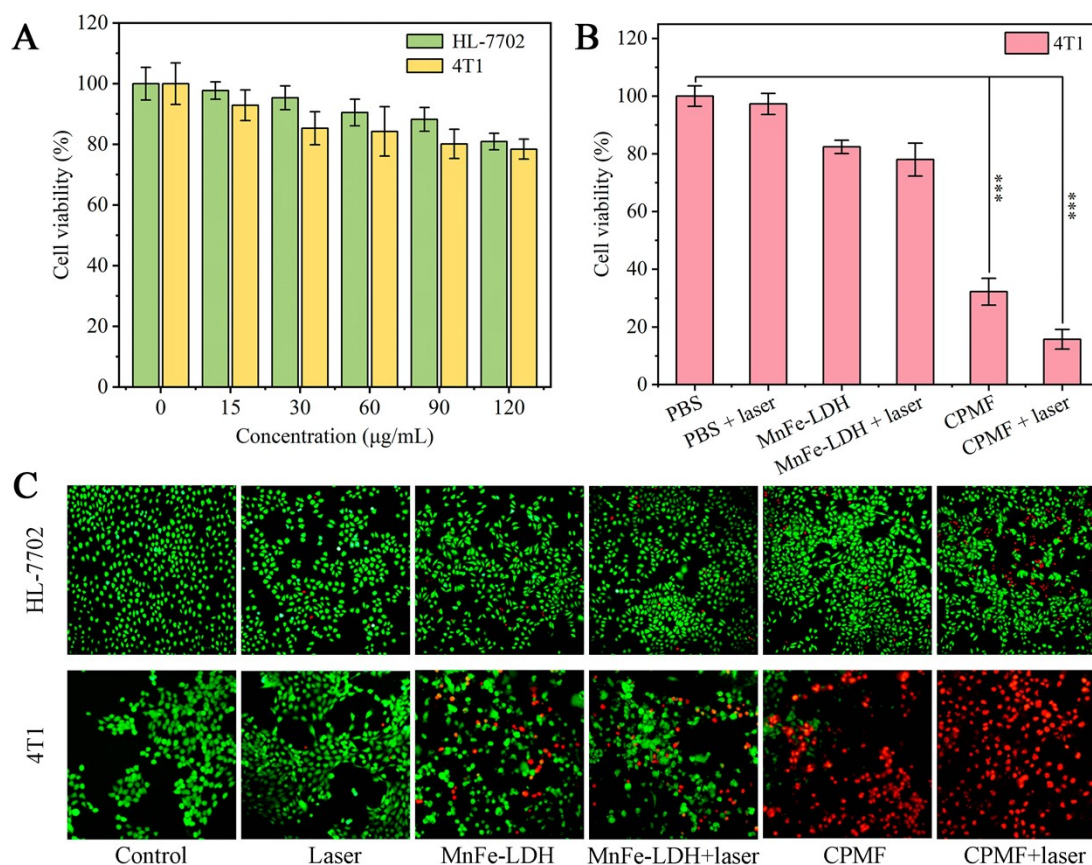 A
120
100
80
60
40
20
0
Cell viability (%)
HL-7702
4T1
0 15 30 60 90 120
Concentration (μg/mL)
B
120
100
80
60
40
20
0
Cell viability (%)
4T1
***
***
PBS
PBS + laser
MnFe-LDH
MnFe-LDH + laser
CPMF
CPMF + laser
C
HL-7702
4T1
Control Laser MnFe-LDH MnFe-LDH+laser CPMF CPMF+laser